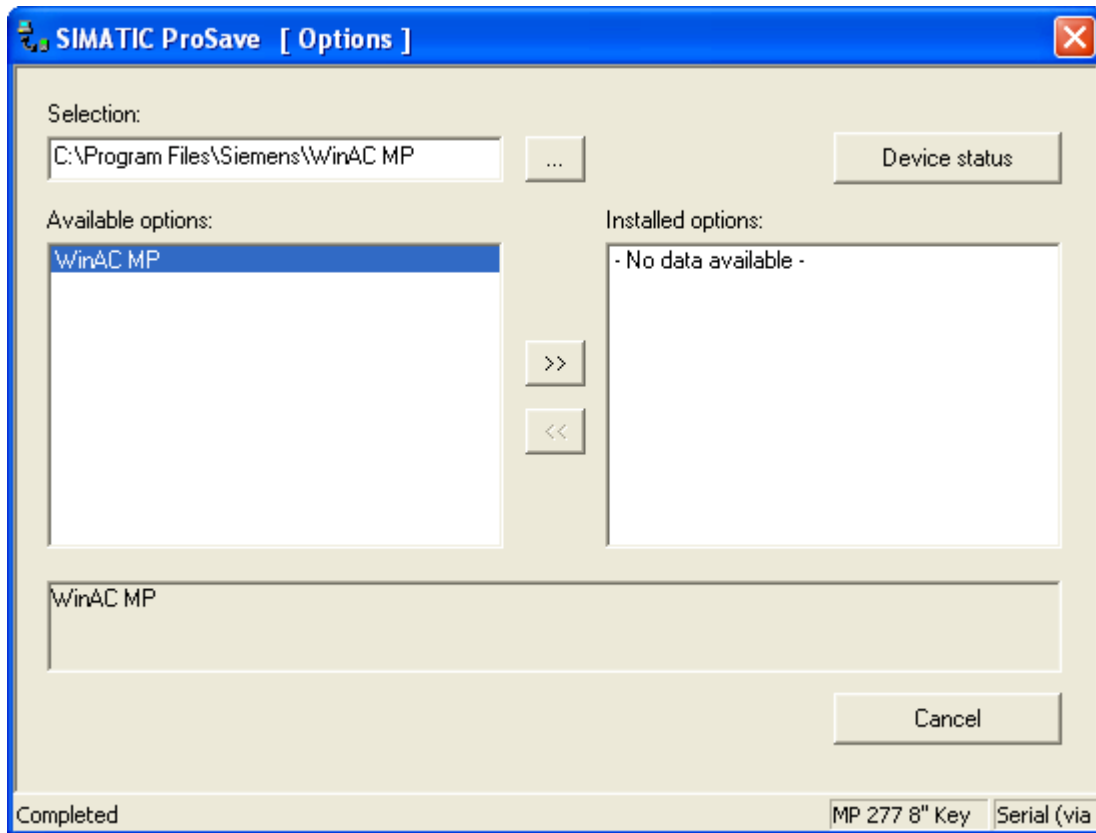 SIMATIC ProSave [ Options ]
Selection:
C:\Program Files\Siemens\WinAC MP
...
Device status
Available options:
Installed options:
WinAC MP
- No data available -
>>
<<
WinAC MP
Cancel
Completed
MP 277 8" Key
Serial (via